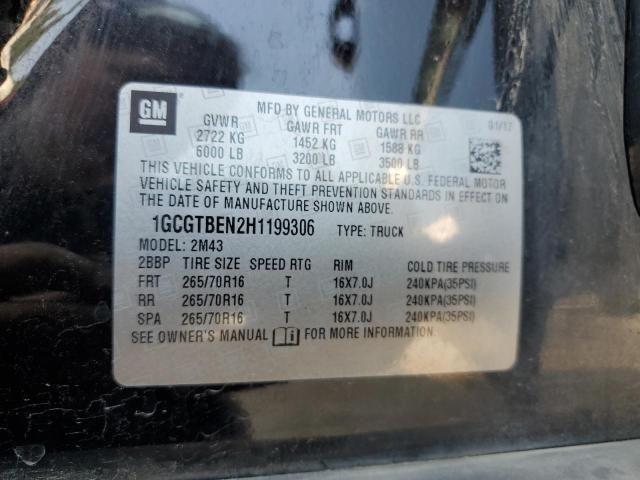 GM
MFD BY GENERAL MOTORS LLC
GVWR GAWR FRT GAWR RR 01/17
2722 KG 1452 KG 1588 KG
6000 LB 3200 LB 3500 LB
THIS VEHICLE CONFORMS TO ALL APPLICABLE U.S. FEDERAL MOTOR
VEHICLE SAFETY AND THEFT PREVENTION STANDARDS IN EFFECT ON
THE DATE OF MANUFACTURE SHOWN ABOVE.
1GCGTBEN2H1199306 TYPE: TRUCK
MODEL: 2M43
2BBP TIRE SIZE SPEED RTG RIM COLD TIRE PRESSURE
FRT 265/70R16 T 16X7.0J 240KPA(35PSI)
RR 265/70R16 T 16X7.0J 240KPA(35PSI)
SPA 265/70R16 T 16X7.0J 240KPA(35PSI)
SEE OWNER'S MANUAL FOR MORE INFORMATION